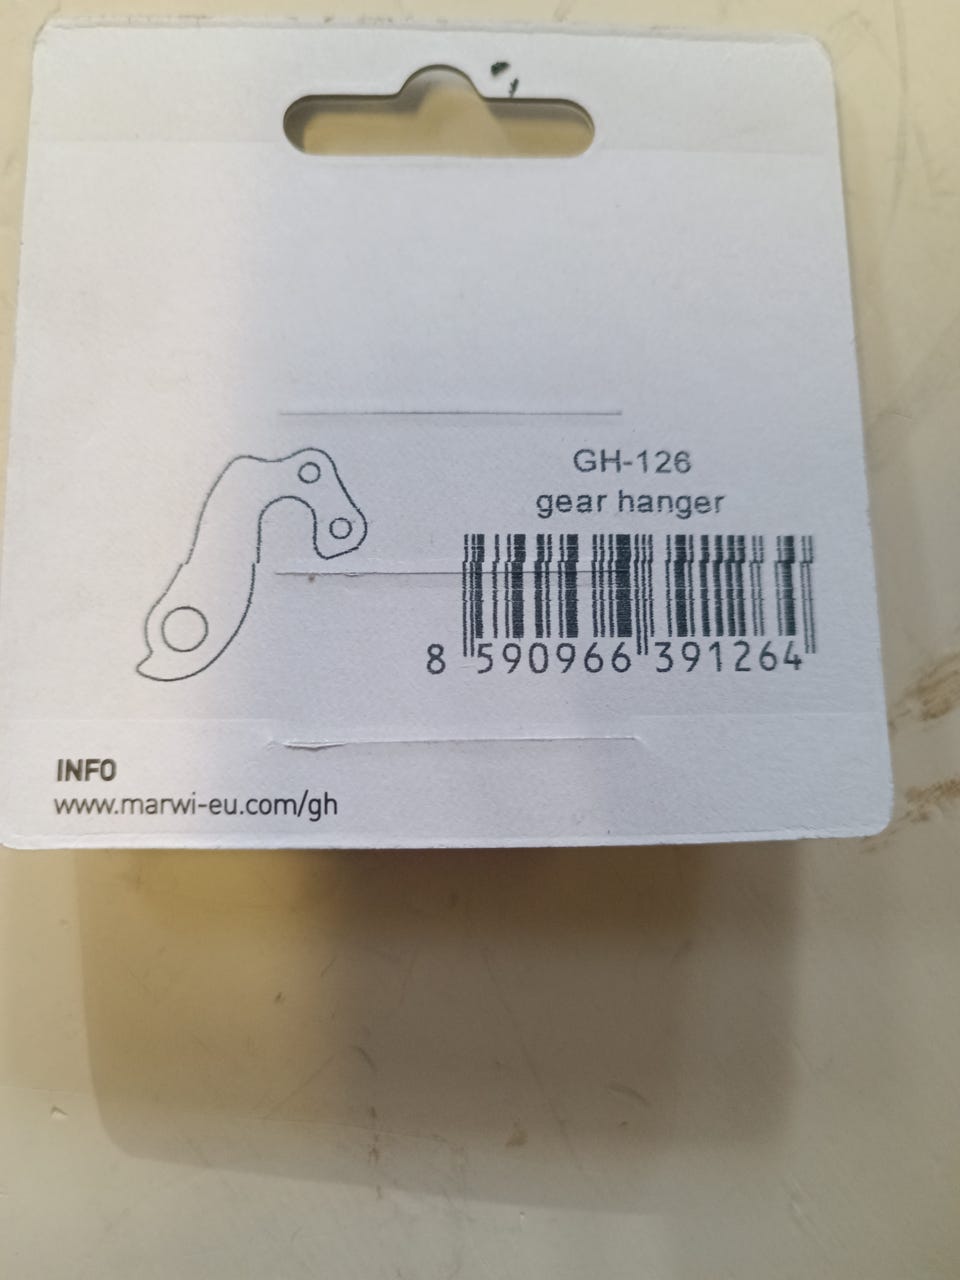 GH-126
gear hanger
8 590966 391264
INFO
www.marwi-eu.com/gh